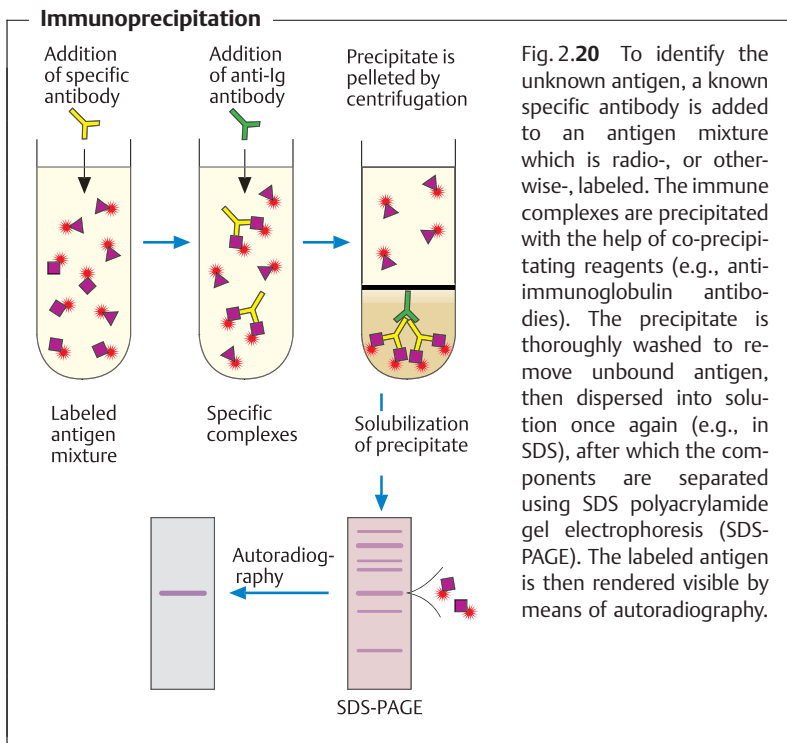 Immunoprecipitation
Addition
of specific
antibody
Addition
of anti-Ig
antibody
Precipitate is
pelleted by
centrifugation
Labeled
antigen
mixture
Specific
complexes
Solubilization
of precipitate
Autoradiog-
raphy
SDS-PAGE
Fig. 2.20 To identify the
unknown antigen, a known
specific antibody is added
to an antigen mixture
which is radio-, or other-
wise-, labeled. The immune
complexes are precipitated
with the help of co-precipi-
tating reagents (e.g., anti-
immunoglobulin antibo-
dies). The precipitate is
thoroughly washed to re-
move unbound antigen,
then dispersed into solu-
tion once again (e.g., in
SDS), after which the com-
ponents are separated
using SDS polyacrylamide
gel electrophoresis (SDS-
PAGE). The labeled antigen
is then rendered visible by
means of autoradiography.